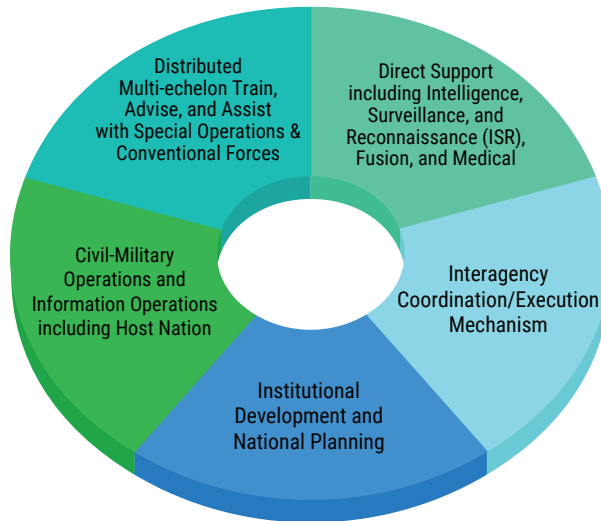 Distributed
Multi-echelon Train,
Advise, and Assist
with Special Operations &
Conventional Forces
Direct Support
including Intelligence,
Surveillance, and
Reconnaissance (ISR),
Fusion, and Medical
Interagency
Coordination/Execution
Mechanism
Institutional
Development and
National Planning
Civil-Military
Operations and
Information Operations
including Host Nation